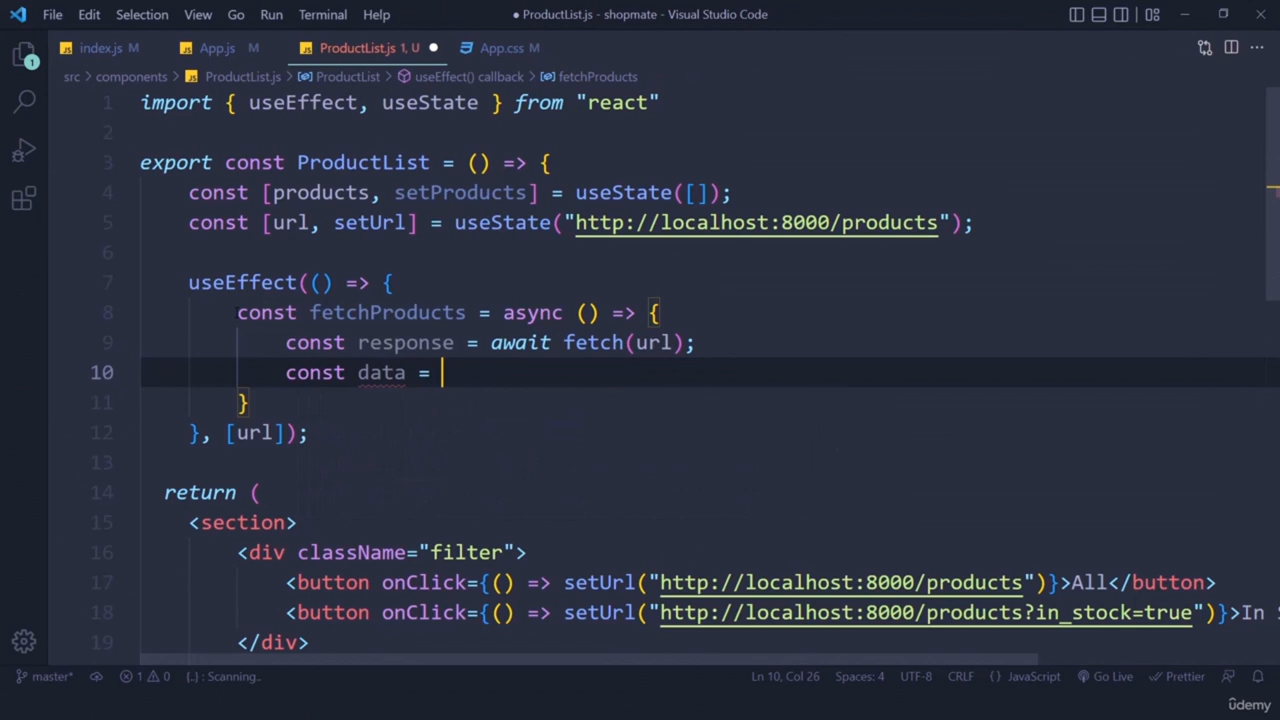 File Edit Selection View Go Run Terminal Help ● ProductList.js - shopmate - Visual Studio Code
JS index.js M JS App.js M JS ProductList.js 1, U ● App.css M
src > components > JS ProductList.js > ProductList > useEffect() callback > fetchProducts
1 import { useEffect, useState } from "react"
2
3 export const ProductList = () => {
4 const [products, setProducts] = useState([]);
5 const [url, setUrl] = useState("http://localhost:8000/products");
6
7 useEffect(() => {
8 const fetchProducts = async () => {
9 const response = await fetch(url);
10 const data =
11 }
12 }, [url]);
13
14 return (
15 <section>
16 <div className="filter">
17 <button onClick={() => setUrl("http://localhost:8000/products")}>All</button>
18 <button onClick={() => setUrl("http://localhost:8000/products?in_stock=true")}>In S
19 </div>
1
master* 1 0 {..} : Scanning.. Ln 10, Col 26 Spaces: 4 UTF-8 CRLF {} JavaScript Go Live Prettier
ûdemy